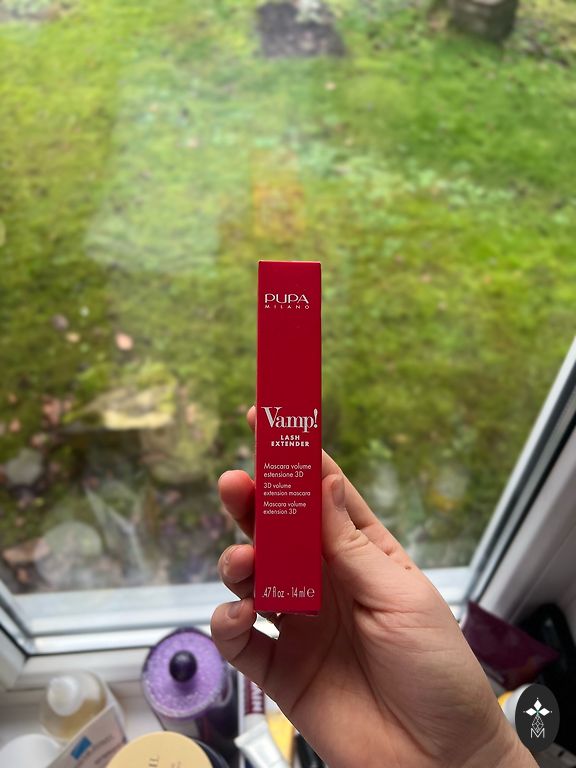 PUPA
MILANO
Vamp!
LASH
EXTENDER
Mascara volume
estensione 3D
3D volume
extension mascara
Mascara volume
extension 3D
.47 fl oz - 14 ml e